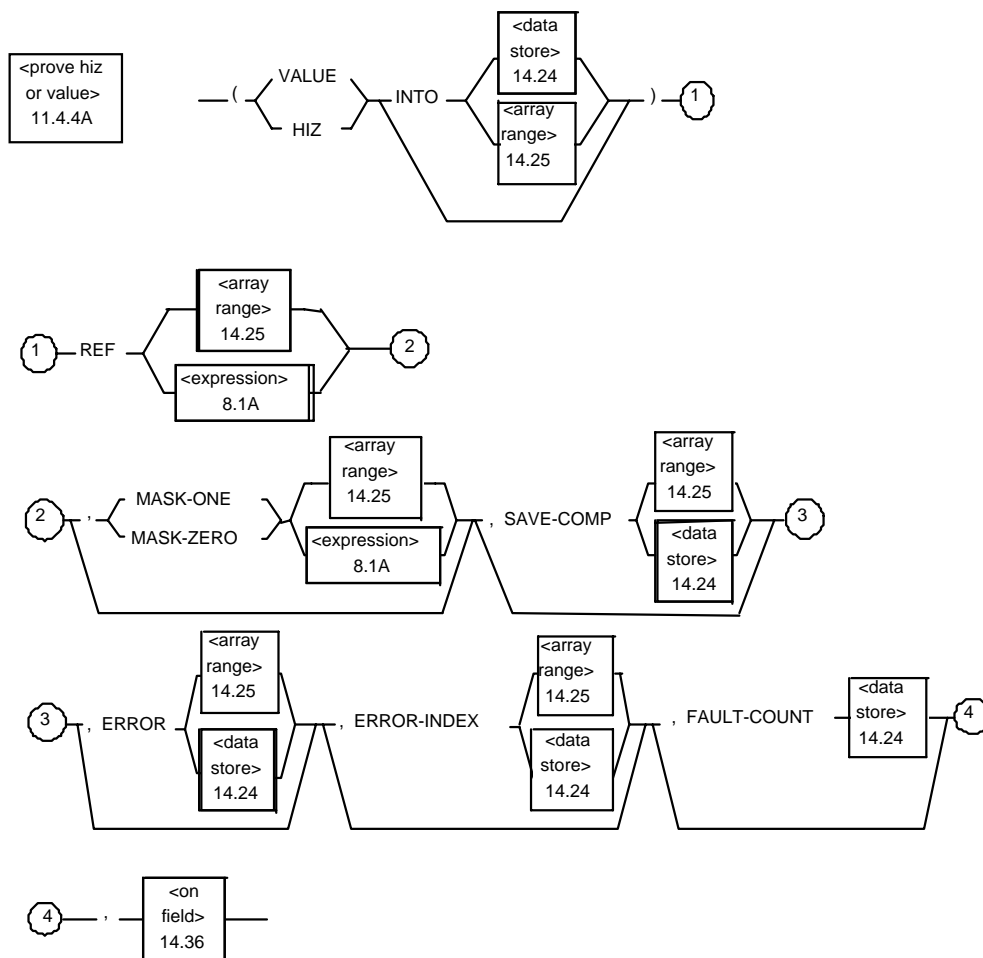 <prove hiz
or value>
11.4.4A
(
VALUE
HIZ
INTO
<data
store>
14.24
<array
range>
14.25
)
1
1
REF
<array
range>
14.25
<expression>
8.1A
2
2
,
MASK-ONE
MASK-ZERO
<array
range>
14.25
<expression>
8.1A
, SAVE-COMP
<array
range>
14.25
<data
store>
14.24
3
3
, ERROR
<array
range>
14.25
<data
store>
14.24
, ERROR-INDEX
<array
range>
14.25
<data
store>
14.24
, FAULT-COUNT
<data
store>
14.24
4
4
,
<on
field>
14.36